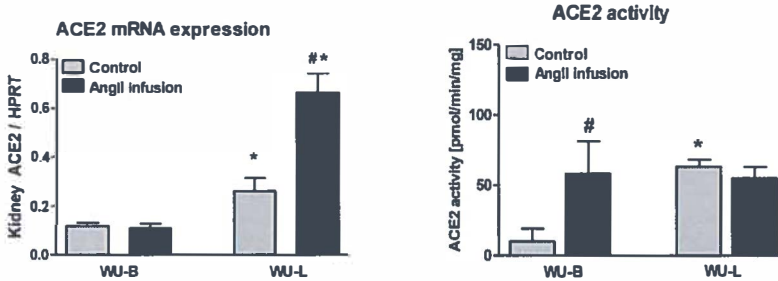 ACE2 mRNA expression
0.8
0.6
0.4
0.2
0.0
Kidney ACE2 / HPRT
Control
AngII infusion
*
#*
WU-B
WU-L
ACE2 activity
150
100
50
0
ACE2 activity [pmol/min/mg]
Control
AngII infusion
#
*
WU-B
WU-L